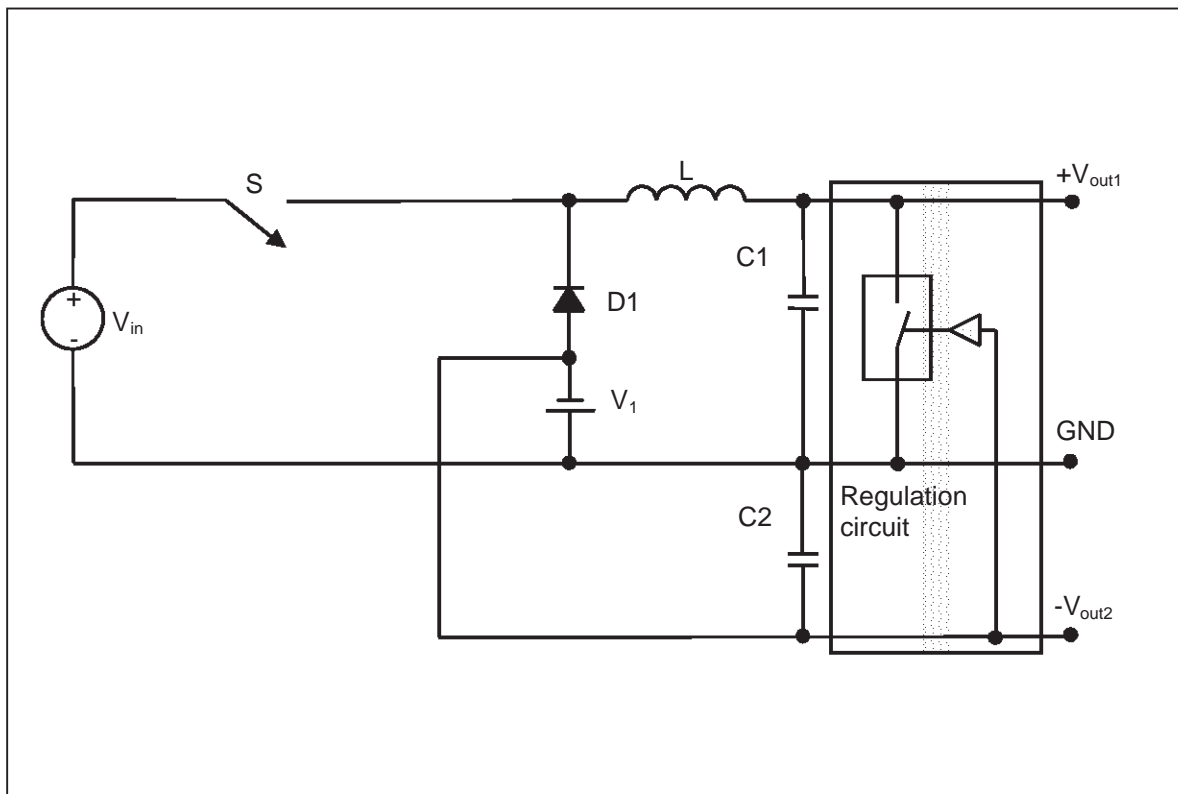 S
L
+Vout1
C1
D1
+
-
Vin
V1
GND
Regulation
circuit
C2
-Vout2